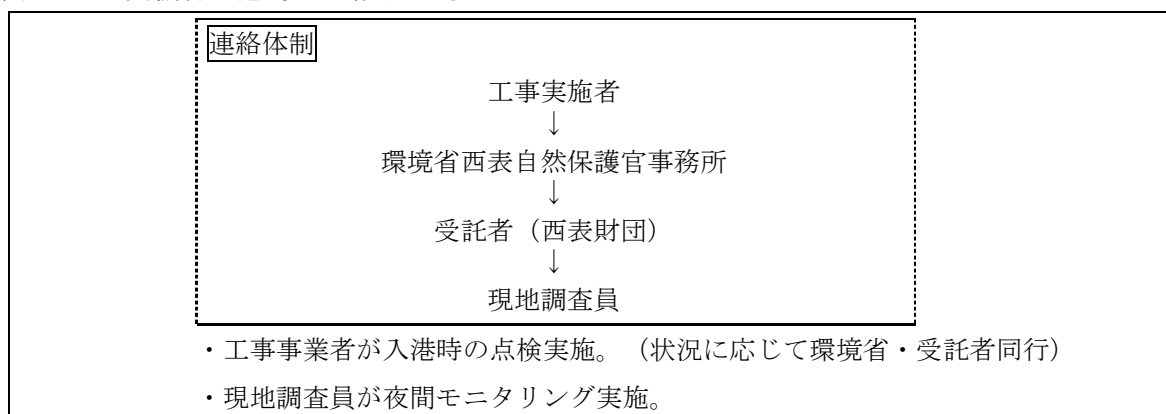 連絡体制
工事実施者
↓
環境省西表自然保護官事務所
↓
受託者（西表財団）
↓
現地調査員
・工事事業者が入港時の点検実施。（状況に応じて環境省・受託者同行）
・現地調査員が夜間モニタリング実施。